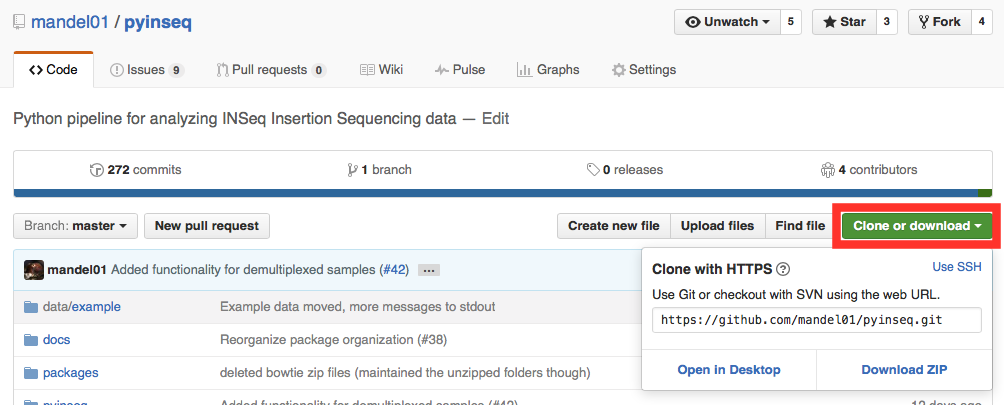 mandel01 / pyinseq
Unwatch 5 Star 3 Fork 4
Code Issues 9 Pull requests 0 Wiki Pulse Graphs Settings
Python pipeline for analyzing INSeq Insertion Sequencing data — Edit
272 commits 1 branch 0 releases 4 contributors
Branch: master New pull request Create new file Upload files Find file Clone or download
mandel01 Added functionality for demultiplexed samples (#42) ...
Clone with HTTPS ? Use SSH
Use Git or checkout with SVN using the web URL.
https://github.com/mandel01/pyinseq.git
Open in Desktop Download ZIP
data/example Example data moved, more messages to stdout
docs Reorganize package organization (#38)
packages deleted bowtie zip files (maintained the unzipped folders though)
pyinseq Added functionality for demultiplexed samples (#42) 12 days ago